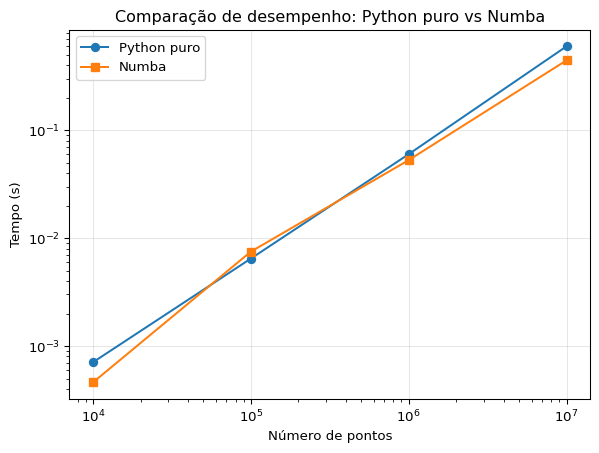 Comparação de desempenho: Python puro vs Numba
Python puro
Numba
Tempo (s)
10⁻¹
10⁻²
10⁻³
10⁴
10⁵
10⁶
10⁷
Número de pontos